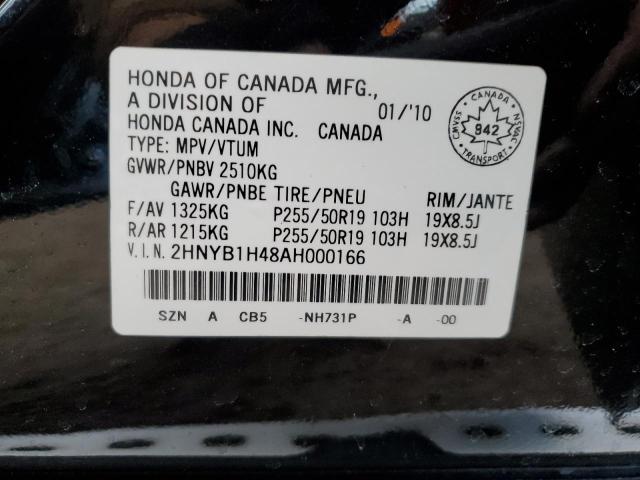 HONDA OF CANADA MFG.,
A DIVISION OF 01/'10
HONDA CANADA INC. CANADA
TYPE: MPV/VTUM
GVWR/PNBV 2510KG
GAWR/PNBE TIRE/PNEU RIM/JANTE
F/AV 1325KG P255/50R19 103H 19X8.5J
R/AR 1215KG P255/50R19 103H 19X8.5J
V.I.N. 2HNYB1H48AH000166
SZN A CB5 -NH731P -A -00
CANADA
CMVSS 942 NSVAC
TRANSPORT